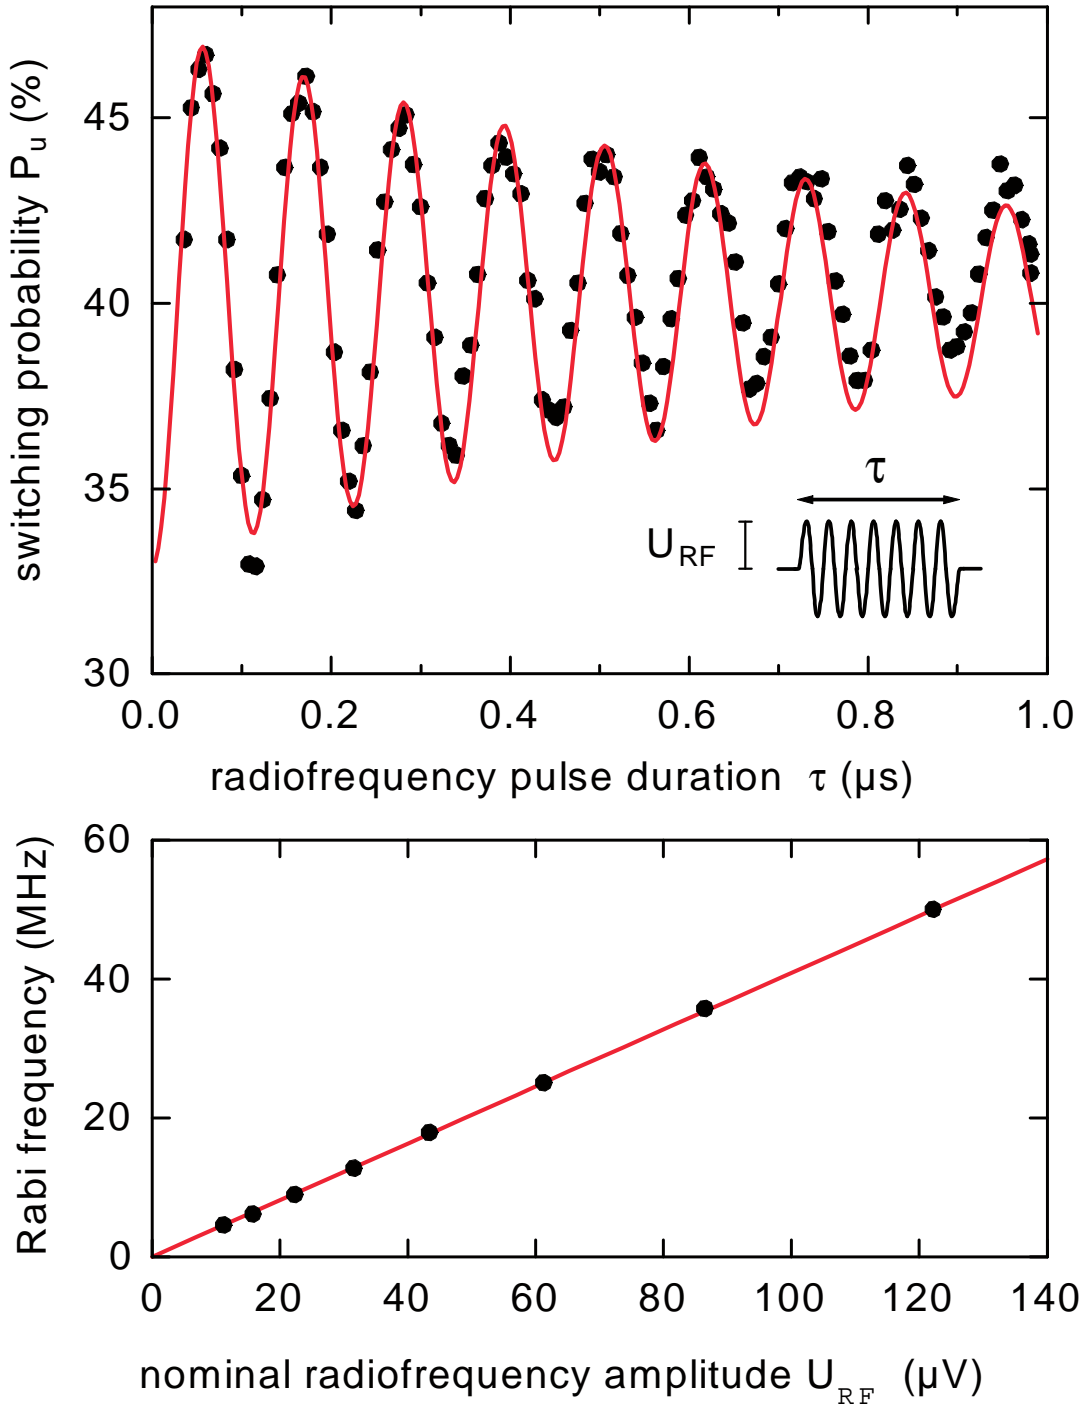 switching probability P_u (%)
45
40
35
30
τ
U_RF
0.0 0.2 0.4 0.6 0.8 1.0
radiofrequency pulse duration τ (µs)
Rabi frequency (MHz)
60
40
20
0
0 20 40 60 80 100 120 140
nominal radiofrequency amplitude U_RF (µV)